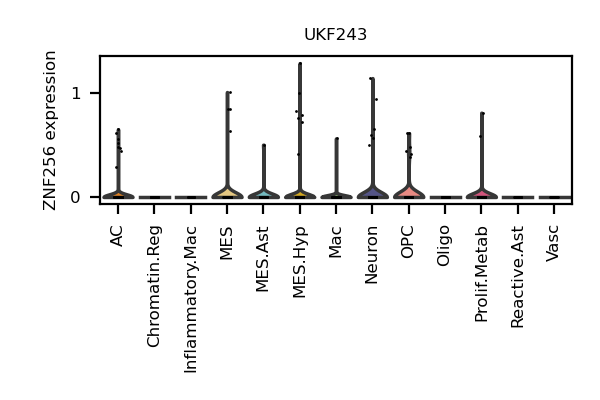 UKF243
ZNF256 expression
1
0
AC
Chromatin.Reg
Inflammatory.Mac
MES
MES.Ast
MES.Hyp
Mac
Neuron
OPC
Oligo
Prolif.Metab
Reactive.Ast
Vasc